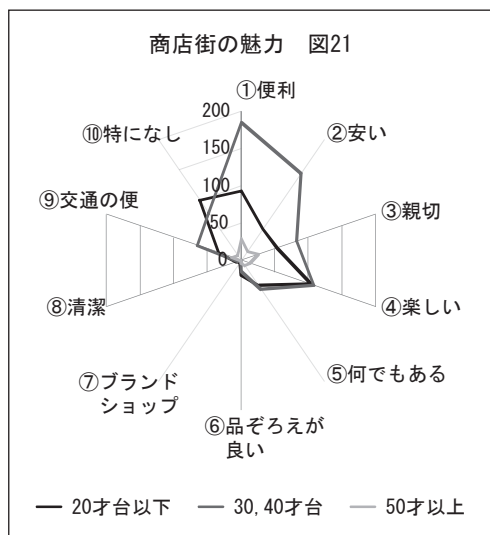 商店街の魅力　図21
①便利
②安い
③親切
④楽しい
⑤何でもある
⑥品ぞろえが
良い
⑦ブランド
ショップ
⑧清潔
⑨交通の便
⑩特になし
200
150
100
50
0
20才台以下
30, 40才台
50才以上